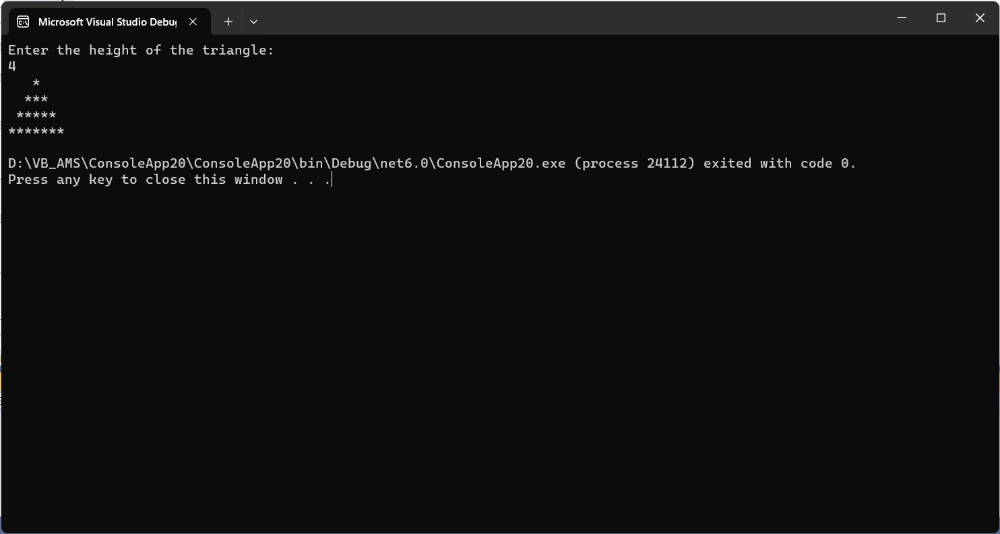 Microsoft Visual Studio Debug
Enter the height of the triangle:
4
   *
  ***
 *****
*******
D:\VB_AMS\ConsoleApp20\ConsoleApp20\bin\Debug\net6.0\ConsoleApp20.exe (process 24112) exited with code 0.
Press any key to close this window . . .